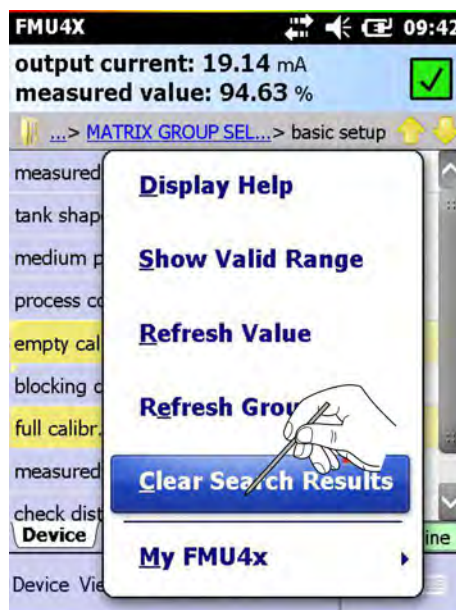 FMU4X 09:42
output current: 19.14 mA
measured value: 94.63 %
...> MATRIX GROUP SEL...> basic setup
measured
tank shap
medium p
process co
empty cal
blocking d
full calibr.
measured
check dist
Display Help
Show Valid Range
Refresh Value
Refresh Grou
Clear Search Results
My FMU4x
Device
ine
Device Vie